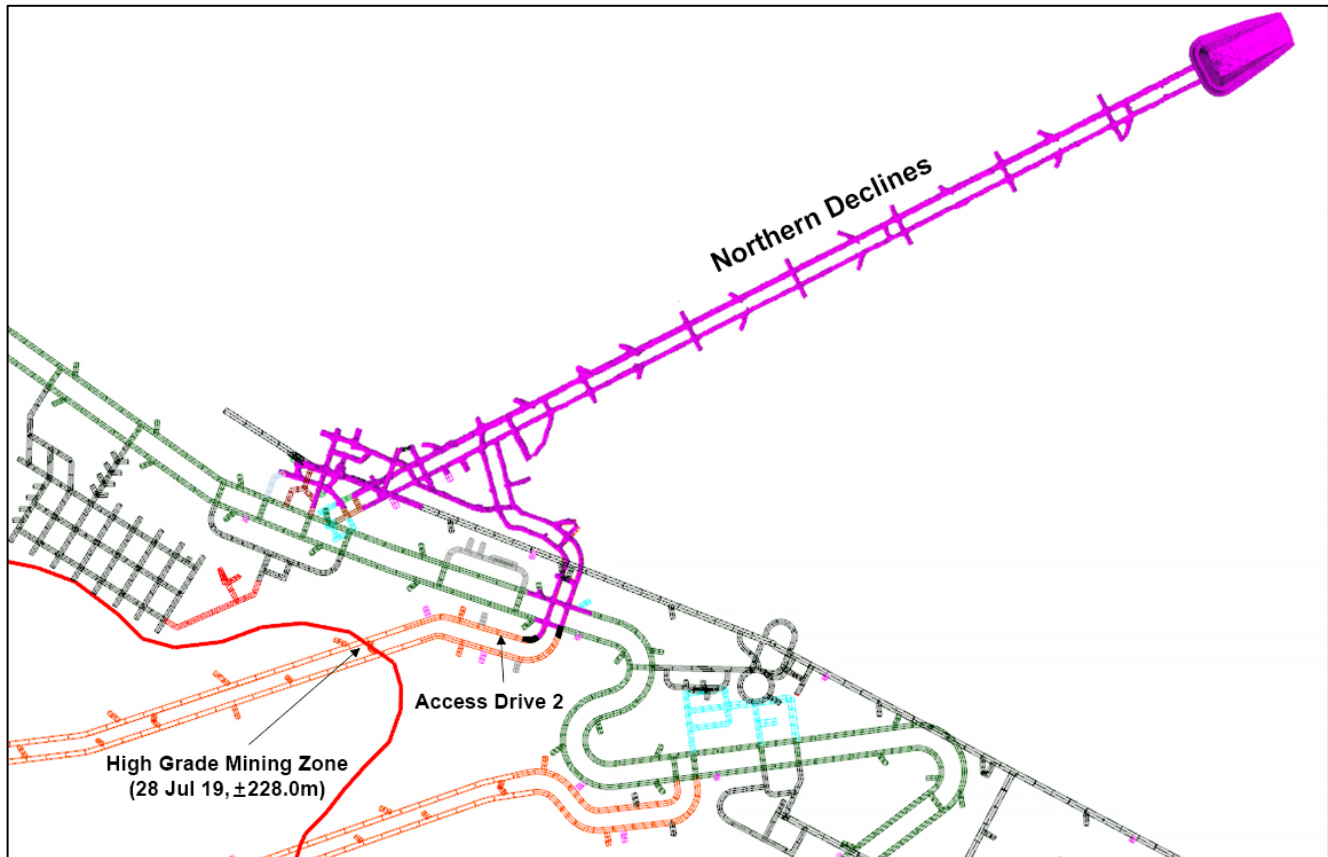 Northern Declines
Access Drive 2
High Grade Mining Zone
(28 Jul 19, ±228.0m)